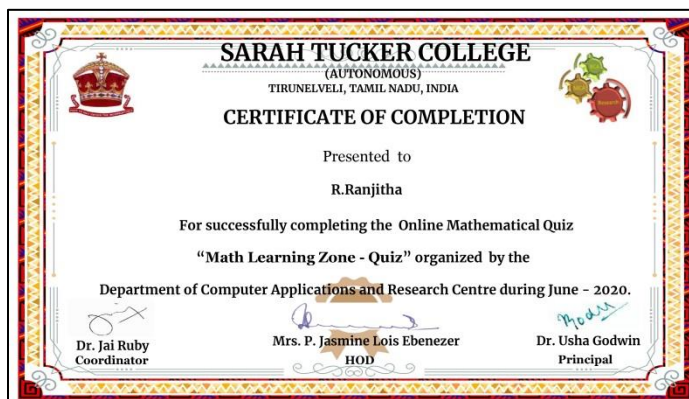 SARAH TUCKER COLLEGE
(AUTONOMOUS)
TIRUNELVELI, TAMIL NADU, INDIA
Research
CERTIFICATE OF COMPLETION
Presented to
R.Ranjitha
For successfully completing the Online Mathematical Quiz
“Math Learning Zone - Quiz” organized by the
Department of Computer Applications and Research Centre during June - 2020.
Dr. Jai Ruby
Coordinator
Mrs. P. Jasmine Lois Ebenezer
HOD
Dr. Usha Godwin
Principal